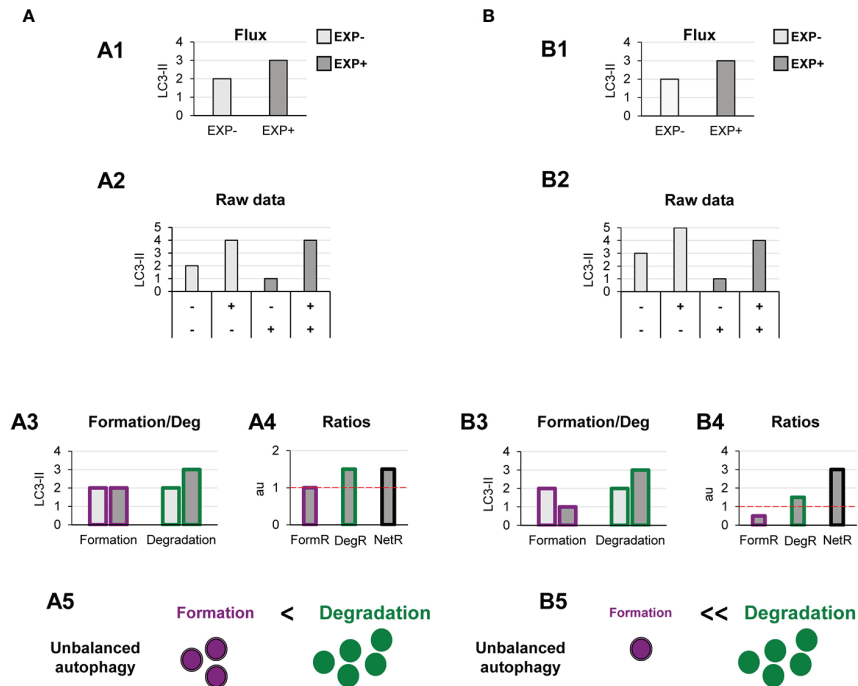 A
B
A1
Flux
EXP-
EXP+
LC3-II
4
3
2
1
0
EXP- EXP+
B1
Flux
EXP-
EXP+
LC3-II
4
3
2
1
0
EXP- EXP+
A2
Raw data
LC3-II
5
4
3
2
1
0
- + - +
- - + +
B2
Raw data
LC3-II
5
4
3
2
1
0
- + - +
- - + +
A3
Formation/Deg
LC3-II
4
3
2
1
0
Formation Degradation
A4
Ratios
au
2
1
0
FormR DegR NetR
B3
Formation/Deg
LC3-II
4
3
2
1
0
Formation Degradation
B4
Ratios
au
4
3
2
1
0
FormR DegR NetR
A5
Formation < Degradation
Unbalanced
autophagy
B5
Formation << Degradation
Unbalanced
autophagy